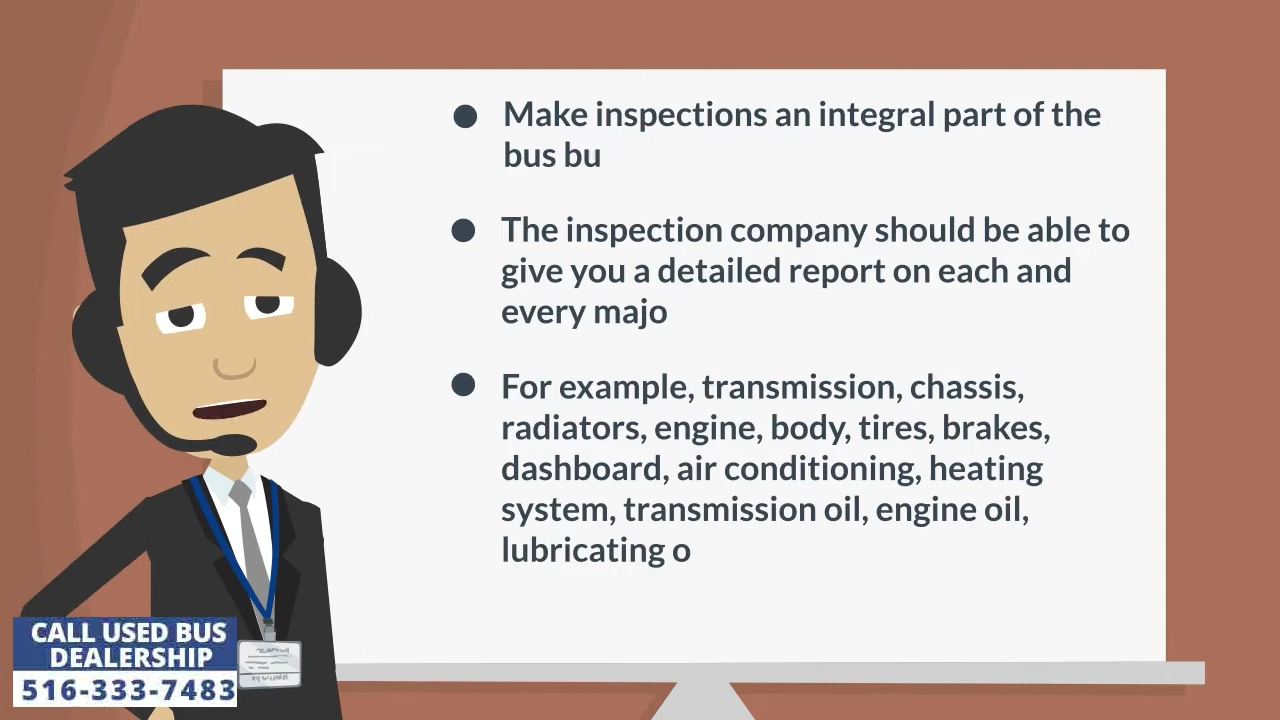 Make inspections an integral part of the
bus bu
The inspection company should be able to
give you a detailed report on each and
every majo
For example, transmission, chassis,
radiators, engine, body, tires, brakes,
dashboard, air conditioning, heating
system, transmission oil, engine oil,
lubricating o
CALL USED BUS
DEALERSHIP
516-333-7483